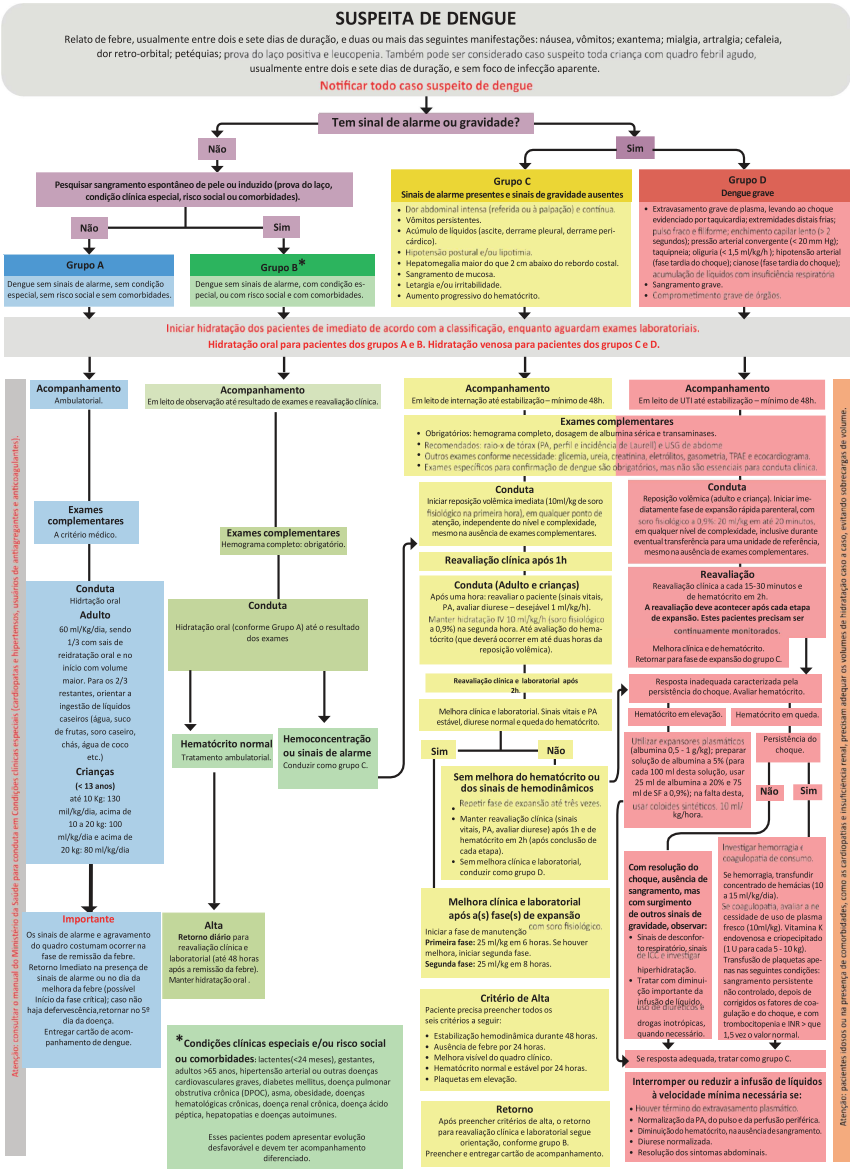 SUSPEITA DE DENGUE
Relato de febre, usualmente entre dois e sete dias de duração, e duas ou mais das seguintes manifestações: náusea, vômitos; exantema; mialgia, artralgia; cefaleia,
dor retro-orbital; petéquias; prova do laço positiva e leucopenia. Também pode ser considerado caso suspeito toda criança com quadro febril agudo,
usualmente entre dois e sete dias de duração, e sem foco de infecção aparente.
Notificar todo caso suspeito de dengue
Tem sinal de alarme ou gravidade?
Não
Sim
Pesquisar sangramento espontâneo de pele ou induzido (prova do laço,
condição clínica especial, risco social ou comorbidades).
Não
Sim
Grupo A
Dengue sem sinais de alarme, sem condição
especial, sem risco social e sem comorbidades.
Grupo B*
Dengue sem sinais de alarme, com condição es-
pecial, ou com risco social e com comorbidades.
Grupo C
Sinais de alarme presentes e sinais de gravidade ausentes
• Dor abdominal intensa (referida ou à palpação) e contínua.
• Vômitos persistentes.
• Acúmulo de líquidos (ascite, derrame pleural, derrame peri-
cárdico).
• Hipotensão postural e/ou lipotimia.
• Hepatomegalia maior do que 2 cm abaixo do rebordo costal.
• Sangramento de mucosa.
• Letargia e/ou irritabilidade.
• Aumento progressivo do hematócrito.
Grupo D
Dengue grave
• Extravasamento grave de plasma, levando ao choque
evidenciado por taquicardia; extremidades distais frias;
pulso fraco e filiforme; enchimento capilar lento (> 2
segundos); pressão arterial convergente (< 20 mm Hg);
taquipneia; oliguria (< 1,5 ml/kg/h ); hipotensão arterial
(fase tardia do choque); cianose (fase tardia do choque);
acumulação de líquidos com insuficiência respiratória
• Sangramento grave.
• Comprometimento grave de órgãos.
Iniciar hidratação dos pacientes de imediato de acordo com a classificação, enquanto aguardam exames laboratoriais.
Hidratação oral para pacientes dos grupos A e B. Hidratação venosa para pacientes dos grupos C e D.
Atenção: consultar o manual do Ministério da Saúde para conduta em Condições clínicas especiais (cardiopatas e hipertensos, usuários de antiagregantes e anticoagulantes).
Acompanhamento
Ambulatorial.
Exames
complementares
A critério médico.
Conduta
Hidrtação oral
Adulto
60 ml/Kg/dia, sendo
1/3 com sais de
reidratação oral e no
início com volume
maior. Para os 2/3
restantes, orientar a
ingestão de líquidos
caseiros (água, suco
de frutas, soro caseiro,
chás, água de coco
etc.)
Crianças
(< 13 anos)
até 10 Kg: 130
mil/kg/dia, acima de
10 a 20 kg: 100
ml/kg/dia e acima de
20 kg: 80 ml/kg/dia
Importante
Os sinais de alarme e agravamento
do quadro costumam ocorrer na
fase de remissão da febre.
Retorno Imediato na presença de
sinais de alarme ou no dia da
melhora da febre (possível
Início da fase crítica); caso não
haja defervescência,retornar no 5º
dia da doença.
Entregar cartão de acom-
panhamento de dengue.
Acompanhamento
Em leito de observação até resultado de exames e reavaliação clínica.
Exames complementares
Hemograma completo: obrigatório.
Conduta
Hidratação oral (conforme Grupo A) até o resultado
dos exames
Hematócrito normal
Tratamento ambulatorial.
Hemoconcentração
ou sinais de alarme
Conduzir como grupo C.
Alta
Retorno diário para
reavaliação clínica e
laboratorial (até 48 horas
após a remissão da febre).
Manter hidratação oral .
*Condições clínicas especiais e/ou risco social
ou comorbidades: lactentes(<24 meses), gestantes,
adultos >65 anos, hipertensão arterial ou outras doenças
cardiovasculares graves, diabetes mellitus, doença pulmonar
obstrutiva crônica (DPOC), asma, obesidade, doenças
hematológicas crônicas, doença renal crônica, doença ácido
péptica, hepatopatias e doenças autoimunes.
Esses pacientes podem apresentar evolução
desfavorável e devem ter acompanhamento
diferenciado.
Acompanhamento
Em leito de internação até estabilização – mínimo de 48h.
Acompanhamento
Em leito de UTI até estabilização – mínimo de 48h.
Exames complementares
• Obrigatórios: hemograma completo, dosagem de albumina sérica e transaminases.
• Recomendados: raio-x de tórax (PA, perfil e incidência de Laurell) e USG de abdome
• Outros exames conforme necessidade: glicemia, ureia, creatinina, eletrólitos, gasometria, TPAE e ecocardiograma.
• Exames específicos para confirmação de dengue são obrigatórios, mas não são essenciais para conduta clínica.
Conduta
Iniciar reposição volêmica imediata (10ml/kg de soro
fisiológico na primeira hora), em qualquer ponto de
atenção, independente do nível e complexidade,
mesmo na ausência de exames complementares.
Reavaliação clínica após 1h
Conduta (Adulto e crianças)
Após uma hora: reavaliar o paciente (sinais vitais,
PA, avaliar diurese – desejável 1 ml/kg/h).
Manter hidratação IV 10 ml/kg/h (soro fisiológico
a 0,9%) na segunda hora. Até avaliação do hema-
tócrito (que deverá ocorrer em até duas horas da
reposição volêmica).
Reavaliação clínica e laboratorial após
2h.
Melhora clínica e laboratorial. Sinais vitais e PA
estável, diurese normal e queda do hematócrito.
Sim
Não
Sem melhora do hematócrito ou
dos sinais de hemodinâmicos
• Repetir fase de expansão até três vezes.
• Manter reavaliação clínica (sinais
vitais, PA, avaliar diurese) após 1h e de
hematócrito em 2h (após conclusão de
cada etapa).
• Sem melhora clínica e laboratorial,
conduzir como grupo D.
Melhora clínica e laboratorial
após a(s) fase(s) de expansão
Iniciar a fase de manutenção com soro fisiológico.
Primeira fase: 25 ml/kg em 6 horas. Se houver
melhora, iniciar segunda fase.
Segunda fase: 25 ml/kg em 8 horas.
Critério de Alta
Paciente precisa preencher todos os
seis critérios a seguir:
• Estabilização hemodinâmica durante 48 horas.
• Ausência de febre por 24 horas.
• Melhora visível do quadro clínico.
• Hematócrito normal e estável por 24 horas.
• Plaquetas em elevação.
Retorno
Após preencher critérios de alta, o retorno
para reavaliação clínica e laboratorial segue
orientação, conforme grupo B.
Preencher e entregar cartão de acompanhamento.
Conduta
Reposição volêmica (adulto e criança). Iniciar ime-
diatamente fase de expansão rápida parenteral, com
soro fisiológico a 0,9%: 20 ml/kg em até 20 minutos,
em qualquer nível de complexidade, inclusive durante
eventual transferência para uma unidade de referência,
mesmo na ausência de exames complementares.
Reavaliação
Reavaliação clínica a cada 15-30 minutos e
de hematócrito em 2h.
A reavaliação deve acontecer após cada etapa
de expansão. Estes pacientes precisam ser
continuamente monitorados.
Melhora clínica e de hematócrito.
Retornar para fase de expansão do grupo C.
Resposta inadequada caracterizada pela
persistência do choque. Avaliar hematócrito.
Hematócrito em elevação.
Hematócrito em queda.
Utilizar expansores plasmáticos
(albumina 0,5 - 1 g/kg); preparar
solução de albumina a 5% (para
cada 100 ml desta solução, usar
25 ml de albumina a 20% e 75
ml de SF a 0,9%); na falta desta,
usar coloides sintéticos, 10 ml/
kg/hora.
Persistência do
choque.
Não
Sim
Com resolução do
choque, ausência de
sangramento, mas
com surgimento
de outros sinais de
gravidade, observar:
• Sinais de desconfor-
to respiratório, sinais
de ICC e investigar
hiperhidratação.
• Tratar com diminui-
ção importante da
infusão de líquido,
uso de diuréticos e
drogas inotrópicas,
quando necessário.
Investigar hemorragia e
coagulopatia de consumo.
Se hemorragia, transfundir
concentrado de hemácias (10
a 15 ml/kg/dia).
Se coagulopatia, avaliar a ne
cessidade de uso de plasma
fresco (10ml/kg). Vitamina K
endovenosa e criopecipitado
(1 U para cada 5 - 10 kg).
Transfusão de plaquetas ape-
nas nas seguintes condições:
sangramento persistente
não controlado, depois de
corrigidos os fatores de coa-
gulação e do choque, e com
trombocitopenia e INR > que
1,5 vez o valor normal.
Se resposta adequada, tratar como grupo C.
Interromper ou reduzir a infusão de líquidos
à velocidade mínima necessária se:
• Houver término do extravasamento plasmático.
• Normalização da PA, do pulso e da perfusão periférica.
• Diminuição do hematócrito, na ausência de sangramento.
• Diurese normalizada.
• Resolução dos sintomas abdominais.
Atenção: pacientes idosos ou na presença de comorbidades, como as cardiopatias e insuficiência renal, precisam adequar os volumes de hidratação caso a caso, evitando sobrecargas de volume.